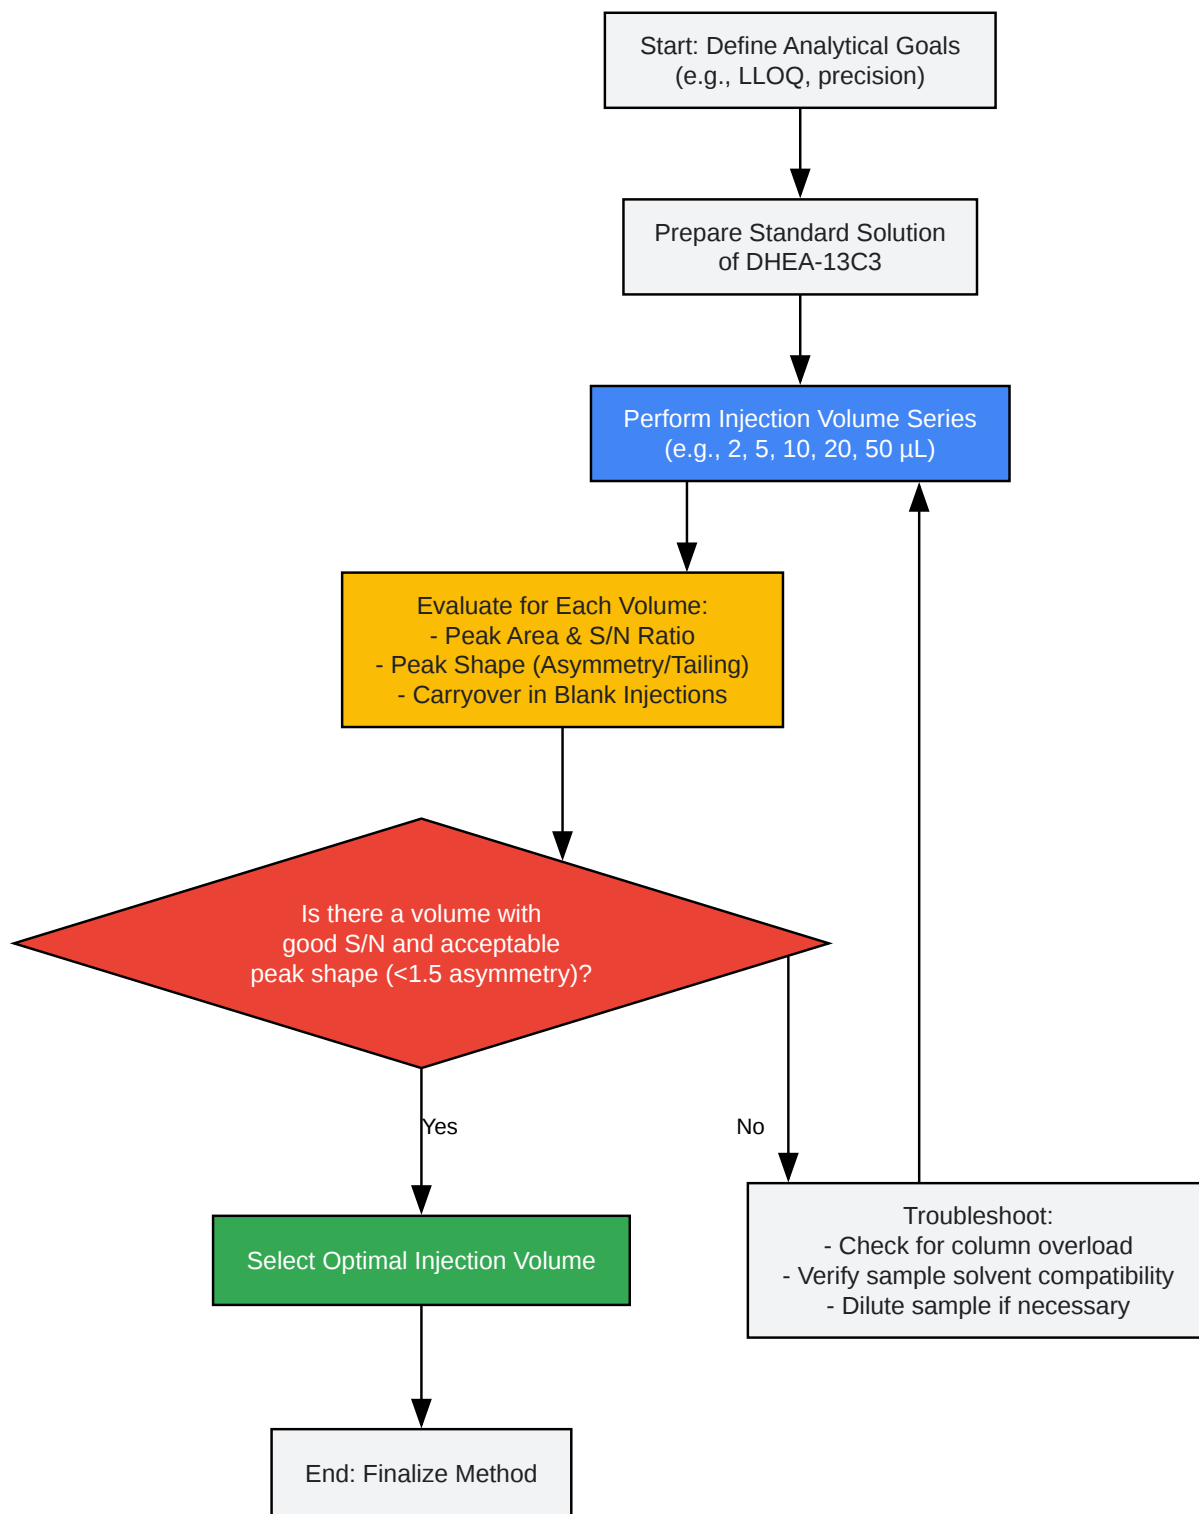 Start: Define Analytical Goals
(e.g., LLOQ, precision)
Prepare Standard Solution
of DHEA-13C3
Perform Injection Volume Series
(e.g., 2, 5, 10, 20, 50 µL)
Evaluate for Each Volume:
- Peak Area & S/N Ratio
- Peak Shape (Asymmetry/Tailing)
- Carryover in Blank Injections
Is there a volume with
good S/N and acceptable
peak shape (<1.5 asymmetry)?
Yes
No
Troubleshoot:
- Check for column overload
- Verify sample solvent compatibility
- Dilute sample if necessary
Select Optimal Injection Volume
End: Finalize Method